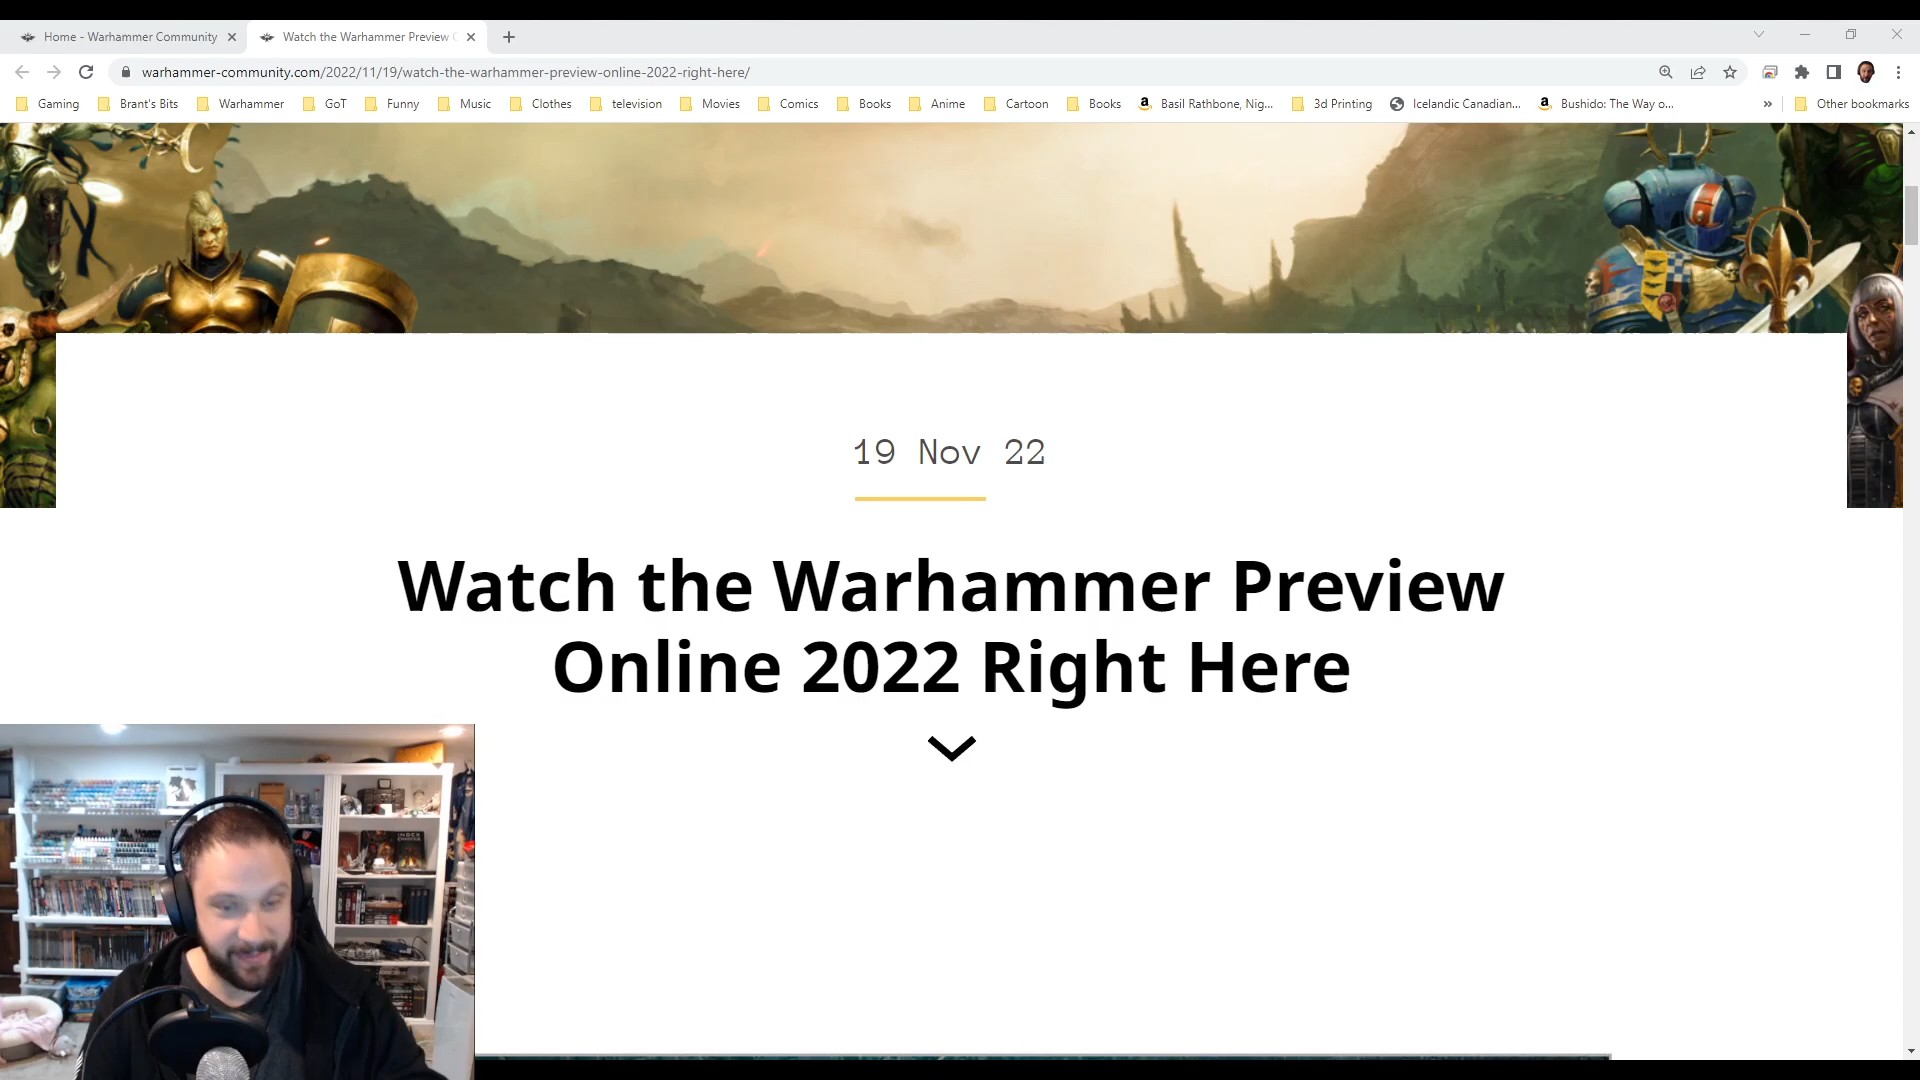 Home - Warhammer Community
Watch the Warhammer Preview O
warhammer-community.com/2022/11/19/watch-the-warhammer-preview-online-2022-right-here/
Gaming Brant's Bits Warhammer GoT Funny Music Clothes television Movies Comics Books Anime Cartoon Books Basil Rathbone, Nig... 3d Printing Icelandic Canadian... Bushido: The Way o... » Other bookmarks
19 Nov 22
Watch the Warhammer Preview
Online 2022 Right Here
INDEX